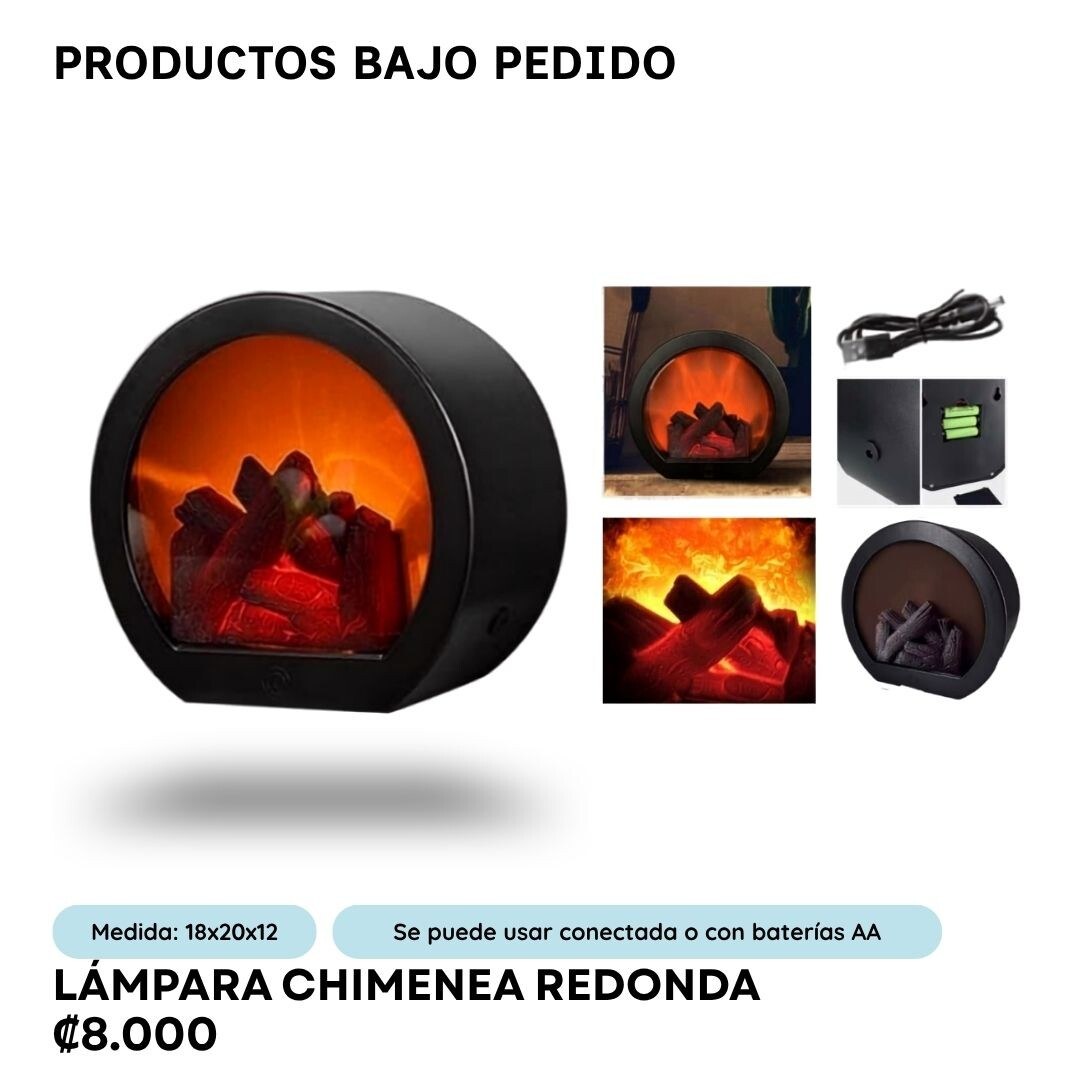 PRODUCTOS BAJO PEDIDO
Medida: 18x20x12
Se puede usar conectada o con baterías AA
LÁMPARA CHIMENEA REDONDA
₡8.000